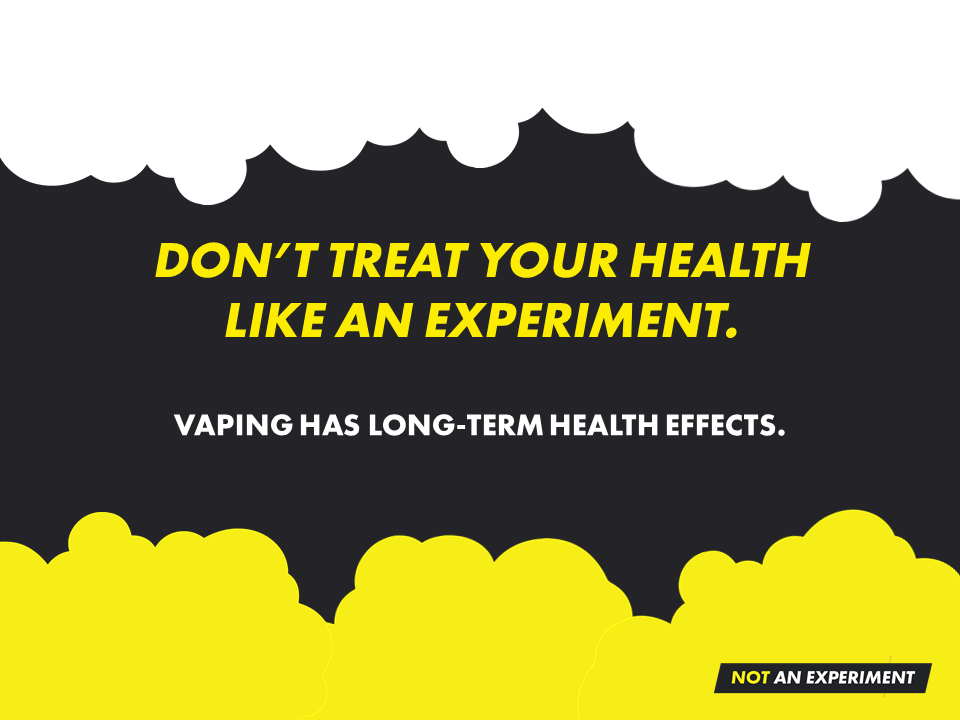 DON'T TREAT YOUR HEALTH
LIKE AN EXPERIMENT.
VAPING HAS LONG-TERM HEALTH EFFECTS.
NOT AN EXPERIMENT